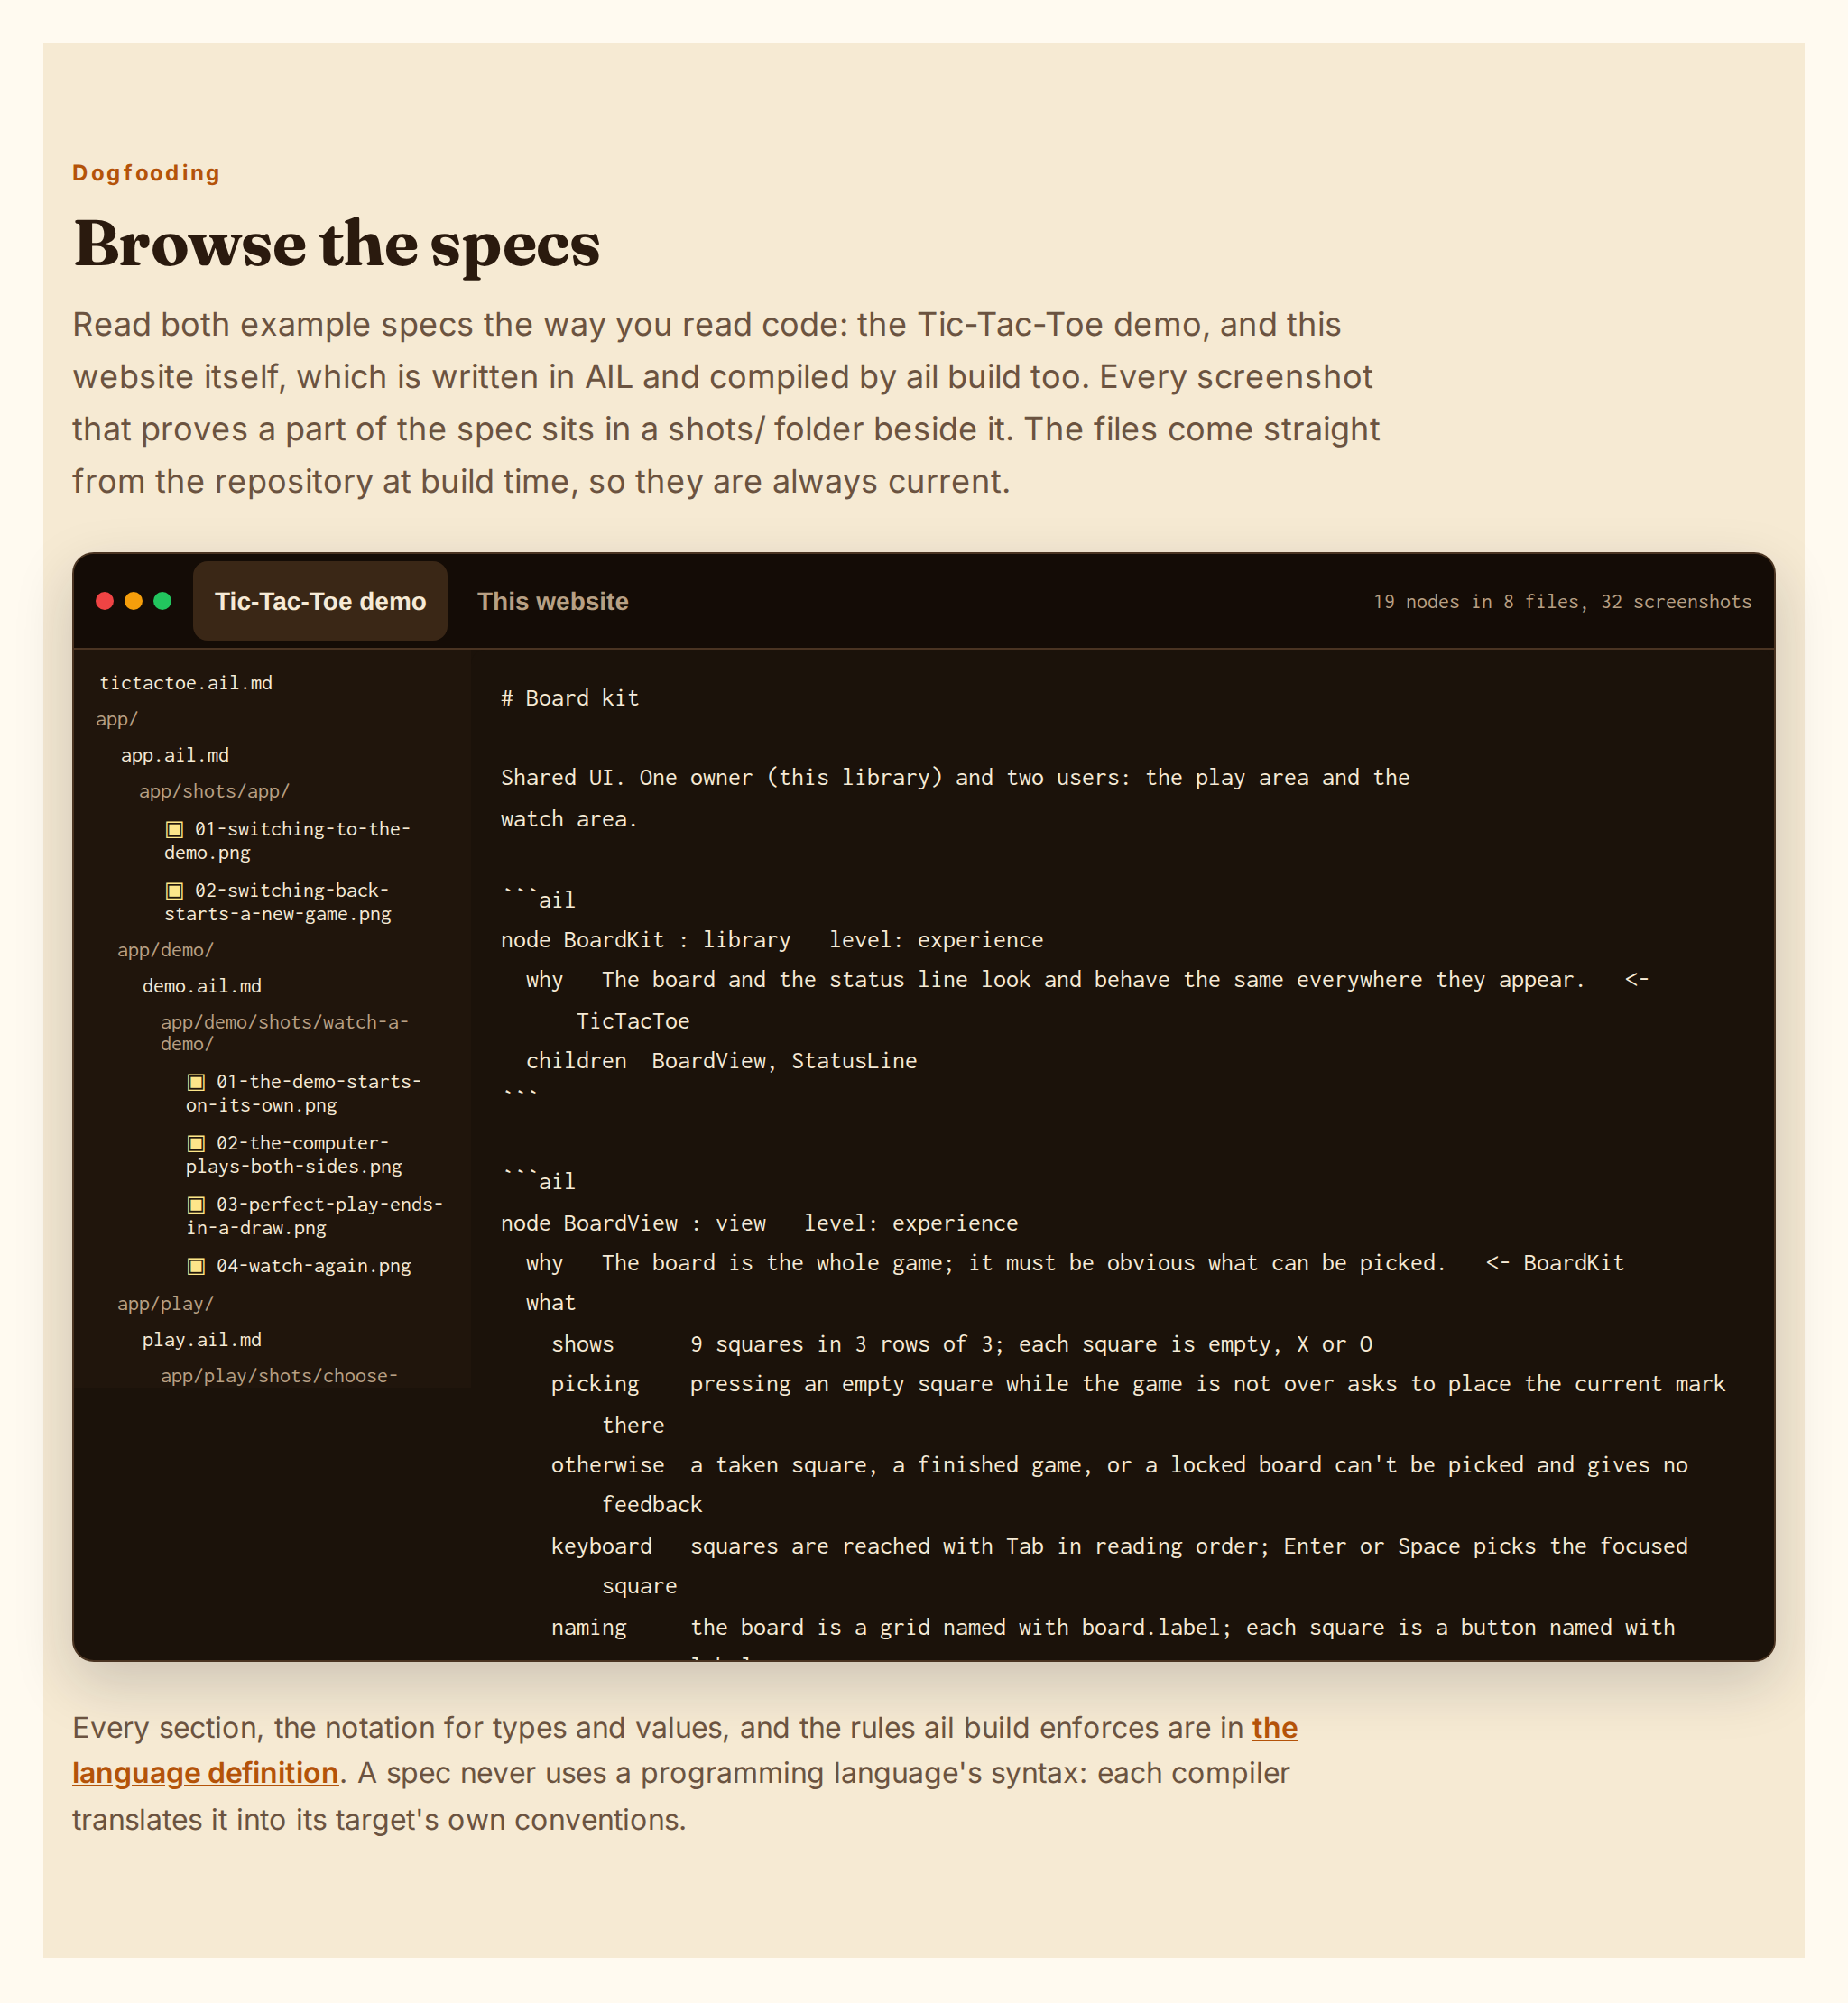 Dogfooding
Browse the specs
Read both example specs the way you read code: the Tic-Tac-Toe demo, and this
website itself, which is written in AIL and compiled by ail build too. Every screenshot
that proves a part of the spec sits in a shots/ folder beside it. The files come straight
from the repository at build time, so they are always current.
Tic-Tac-Toe demo
This website
19 nodes in 8 files, 32 screenshots
tictactoe.ail.md
app/
app.ail.md
app/shots/app/
▣ 01-switching-to-the-
demo.png
▣ 02-switching-back-
starts-a-new-game.png
app/demo/
demo.ail.md
app/demo/shots/watch-a-
demo/
▣ 01-the-demo-starts-
on-its-own.png
▣ 02-the-computer-
plays-both-sides.png
▣ 03-perfect-play-ends-
in-a-draw.png
▣ 04-watch-again.png
app/play/
play.ail.md
app/play/shots/choose-
# Board kit
Shared UI. One owner (this library) and two users: the play area and the
watch area.
```ail
node BoardKit : library   level: experience
why   The board and the status line look and behave the same everywhere they appear.   <-
TicTacToe
children  BoardView, StatusLine
```
```ail
node BoardView : view   level: experience
why   The board is the whole game; it must be obvious what can be picked.   <- BoardKit
what
shows      9 squares in 3 rows of 3; each square is empty, X or O
picking    pressing an empty square while the game is not over asks to place the current mark
there
otherwise  a taken square, a finished game, or a locked board can't be picked and gives no
feedback
keyboard   squares are reached with Tab in reading order; Enter or Space picks the focused
square
naming     the board is a grid named with board.label; each square is a button named with
Every section, the notation for types and values, and the rules ail build enforces are in the
language definition. A spec never uses a programming language's syntax: each compiler
translates it into its target's own conventions.